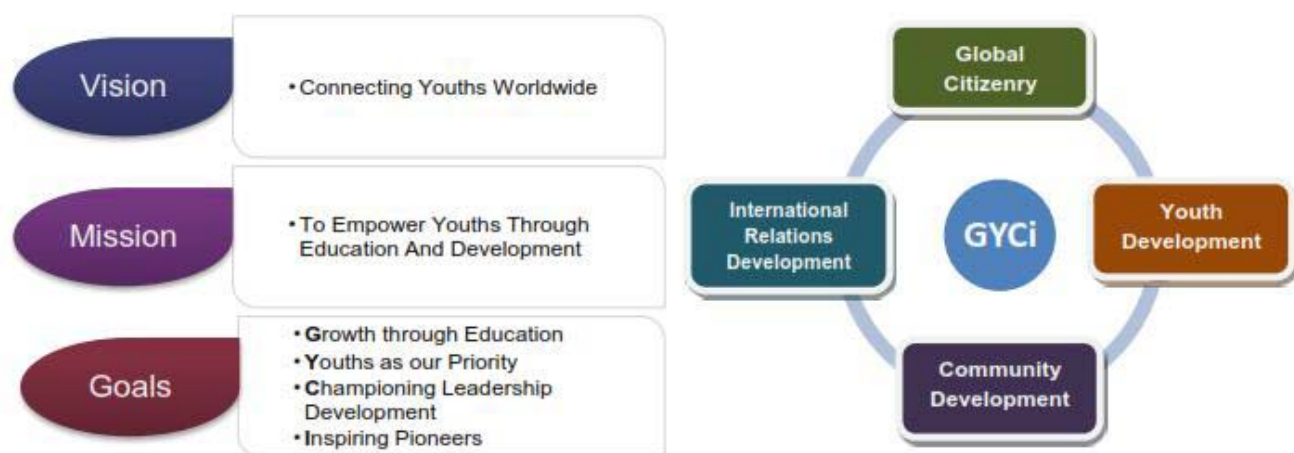 Vision
• Connecting Youths Worldwide
Mission
• To Empower Youths Through
Education And Development
Goals
• Growth through Education
• Youths as our Priority
• Championing Leadership
Development
• Inspiring Pioneers
Global
Citizenry
International
Relations
Development
GYCi
Youth
Development
Community
Development